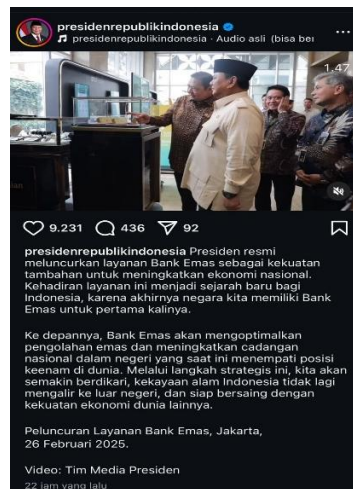 presidenrepublikindonesia
presidenrepublikindonesia · Audio asli (bisa ber
1.47
9.231 436 92
presidenrepublikindonesia Presiden resmi
meluncurkan layanan Bank Emas sebagai kekuatan
tambahan untuk meningkatkan ekonomi nasional.
Kehadiran layanan ini menjadi sejarah baru bagi
Indonesia, karena akhirnya negara kita memiliki Bank
Emas untuk pertama kalinya.
Ke depannya, Bank Emas akan mengoptimalkan
pengolahan emas dan meningkatkan cadangan
nasional dalam negeri yang saat ini menempati posisi
keenam di dunia. Melalui langkah strategis ini, kita akan
semakin berdikari, kekayaan alam Indonesia tidak lagi
mengalir ke luar negeri, dan siap bersaing dengan
kekuatan ekonomi dunia lainnya.
Peluncuran Layanan Bank Emas, Jakarta,
26 Februari 2025.
Video: Tim Media Presiden
22 jam yang lalu